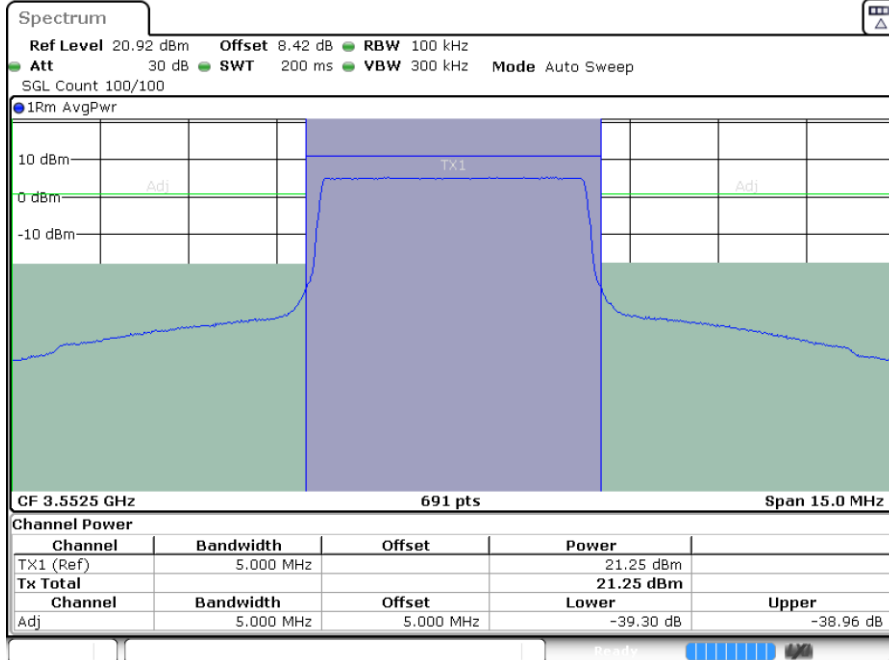 Spectrum
Ref Level 20.92 dBm Offset 8.42 dB RBW 100 kHz
Att 30 dB SWT 200 ms VBW 300 kHz Mode Auto Sweep
SGL Count 100/100
1Rm AvgPwr
10 dBm
TX1
Adj Adj
0 dBm
-10 dBm
CF 3.5525 GHz 691 pts Span 15.0 MHz
Channel Power
Channel Bandwidth Offset Power
TX1 (Ref) 5.000 MHz 21.25 dBm
Tx Total 21.25 dBm
Channel Bandwidth Offset Lower Upper
Adj 5.000 MHz 5.000 MHz -39.30 dB -38.96 dB
Ready